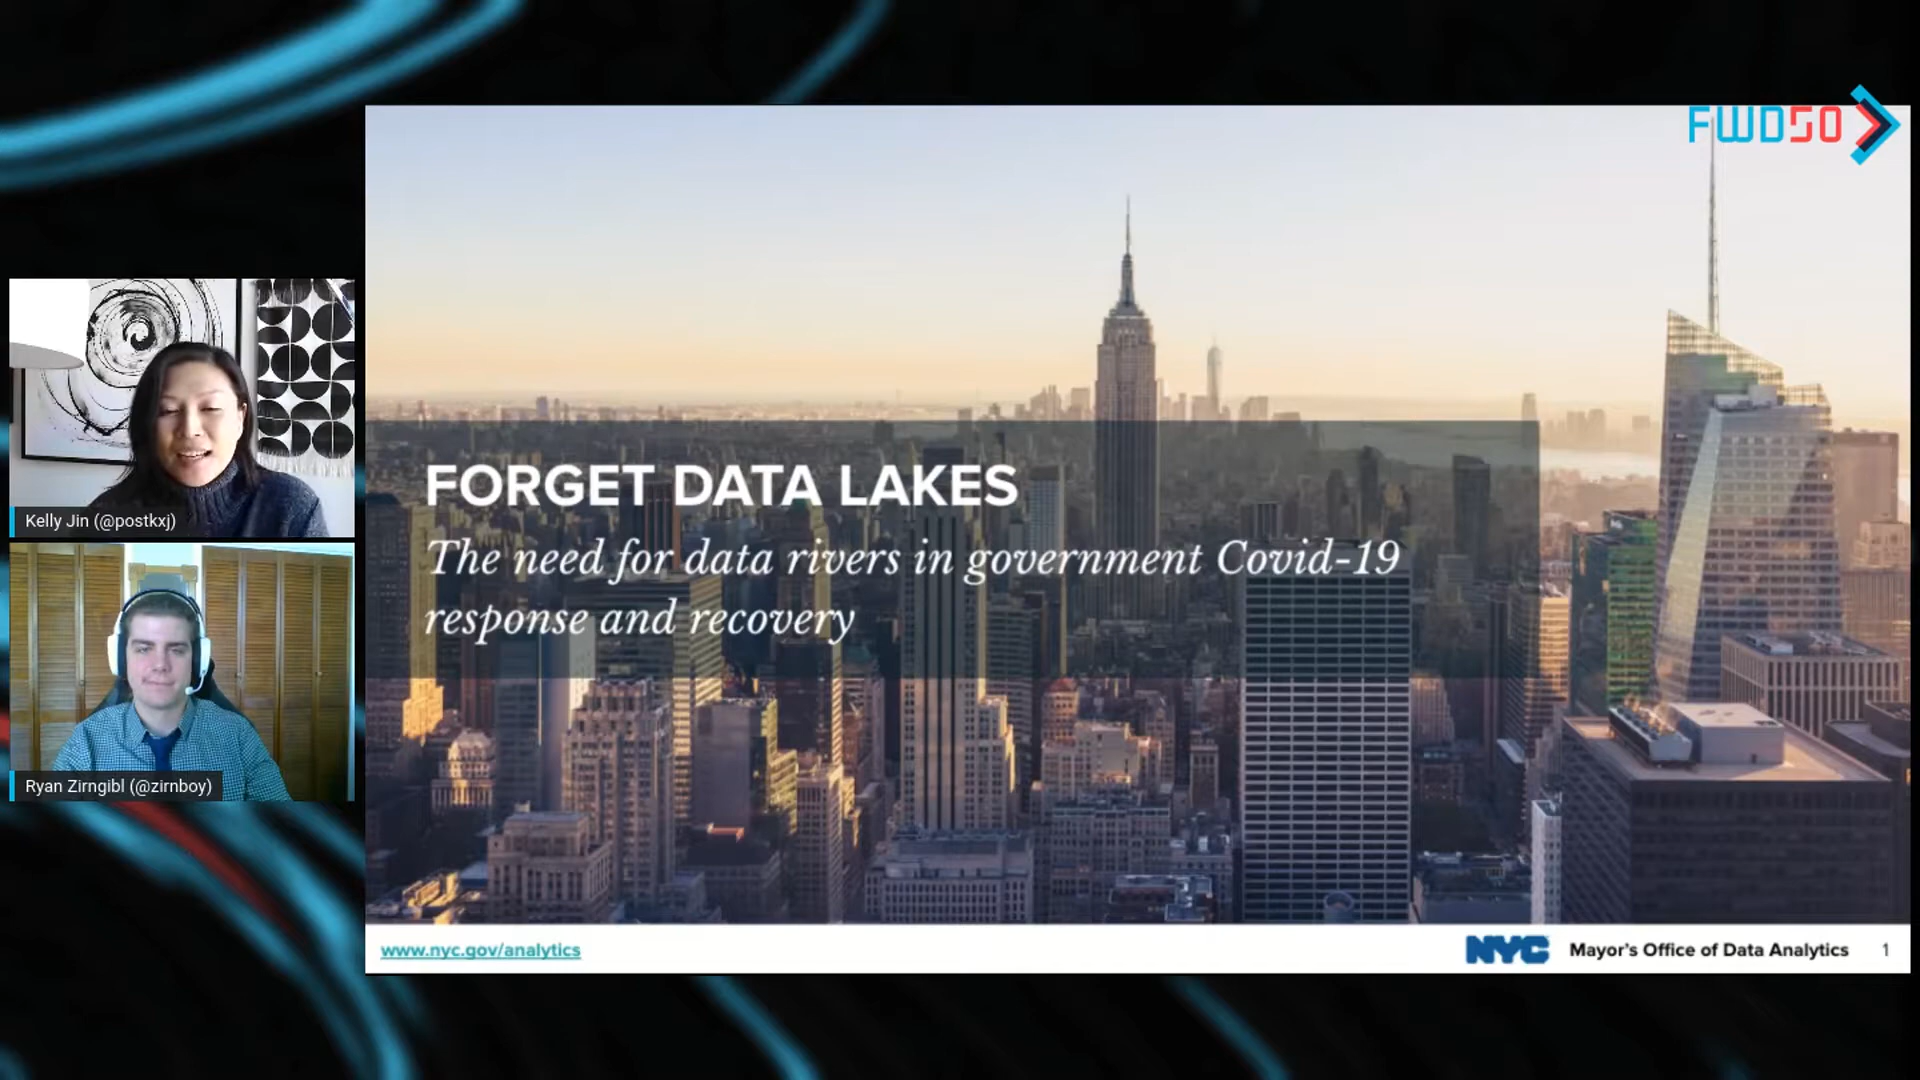 FWD50
Kelly Jin (@postkxj)
Ryan Zirngibl (@zirnboy)
FORGET DATA LAKES
The need for data rivers in government Covid-19
response and recovery
www.nyc.gov/analytics
NYC Mayor's Office of Data Analytics 1